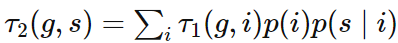 τ₂(g, s) = ∑ᵢ τ₁(g, i)p(i)p(s | i)